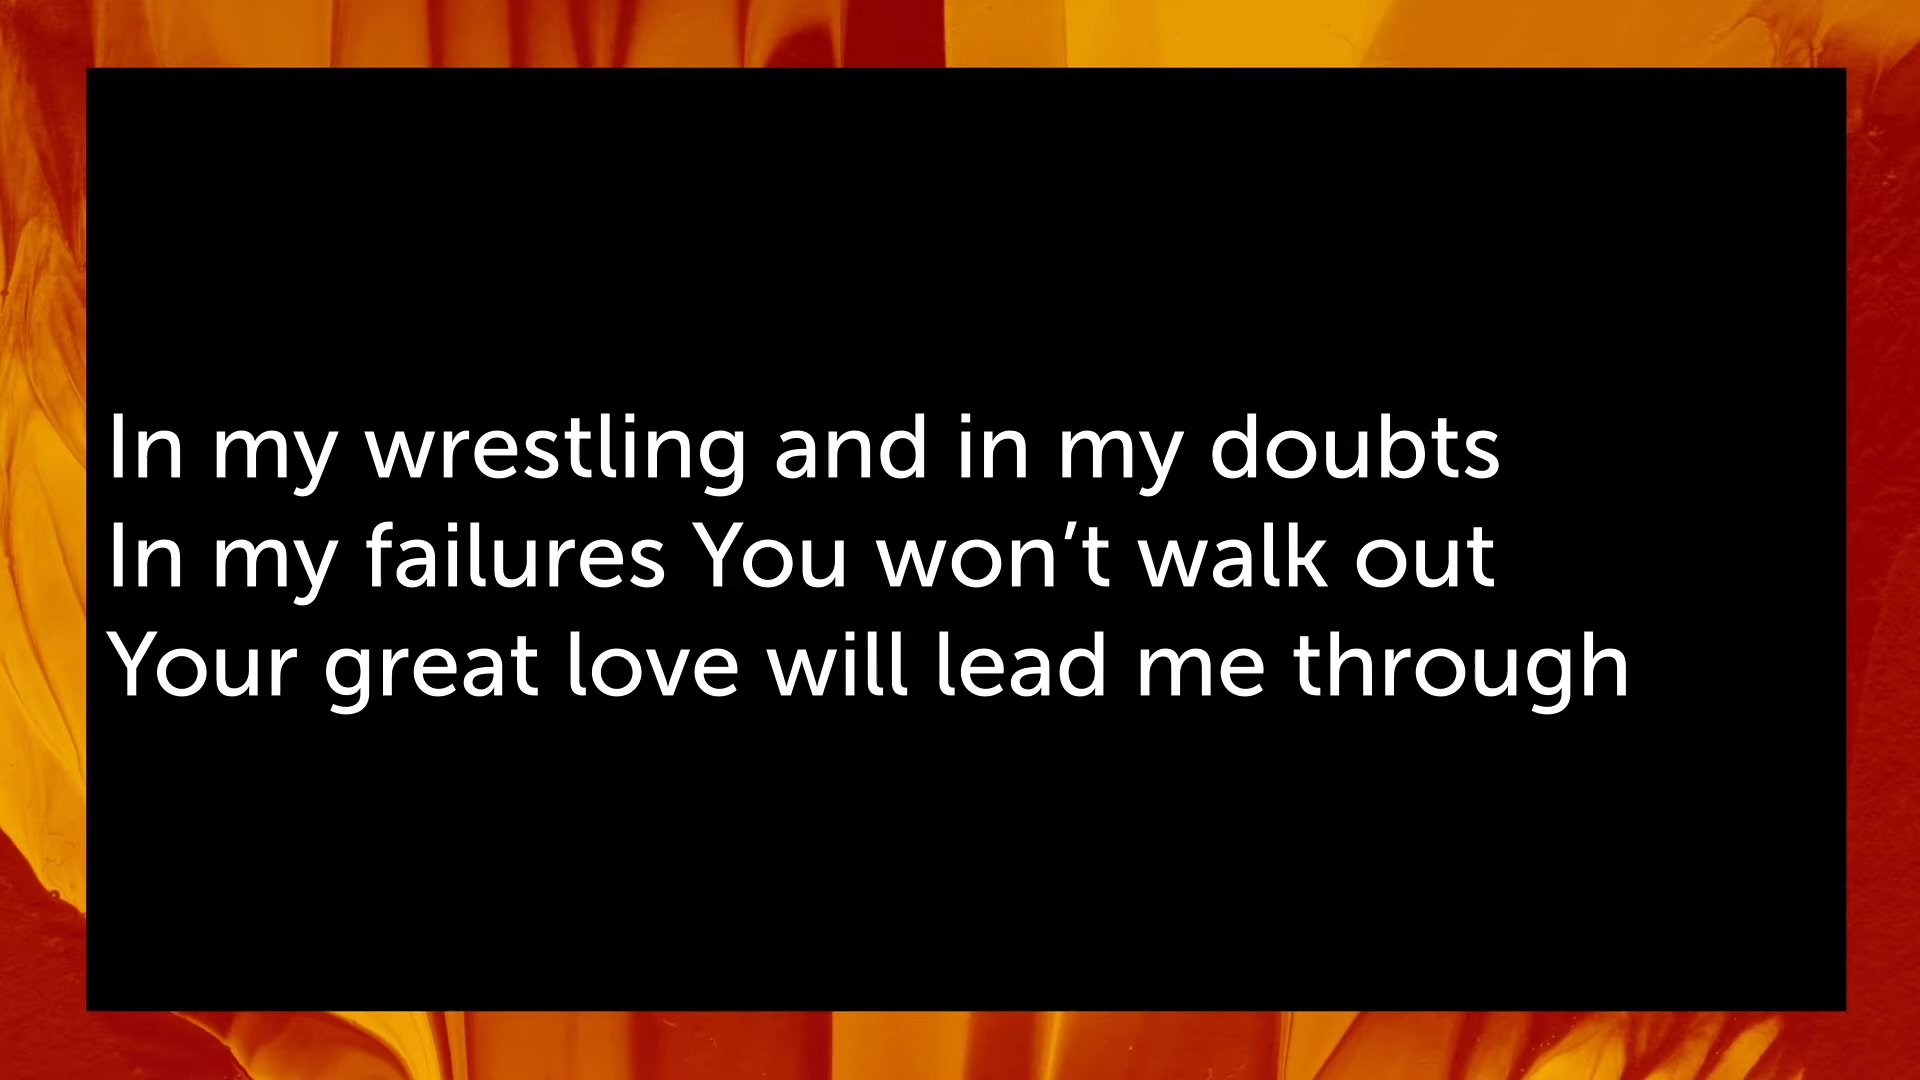 In my wrestling and in my doubts
In my failures You won’t walk out
Your great love will lead me through